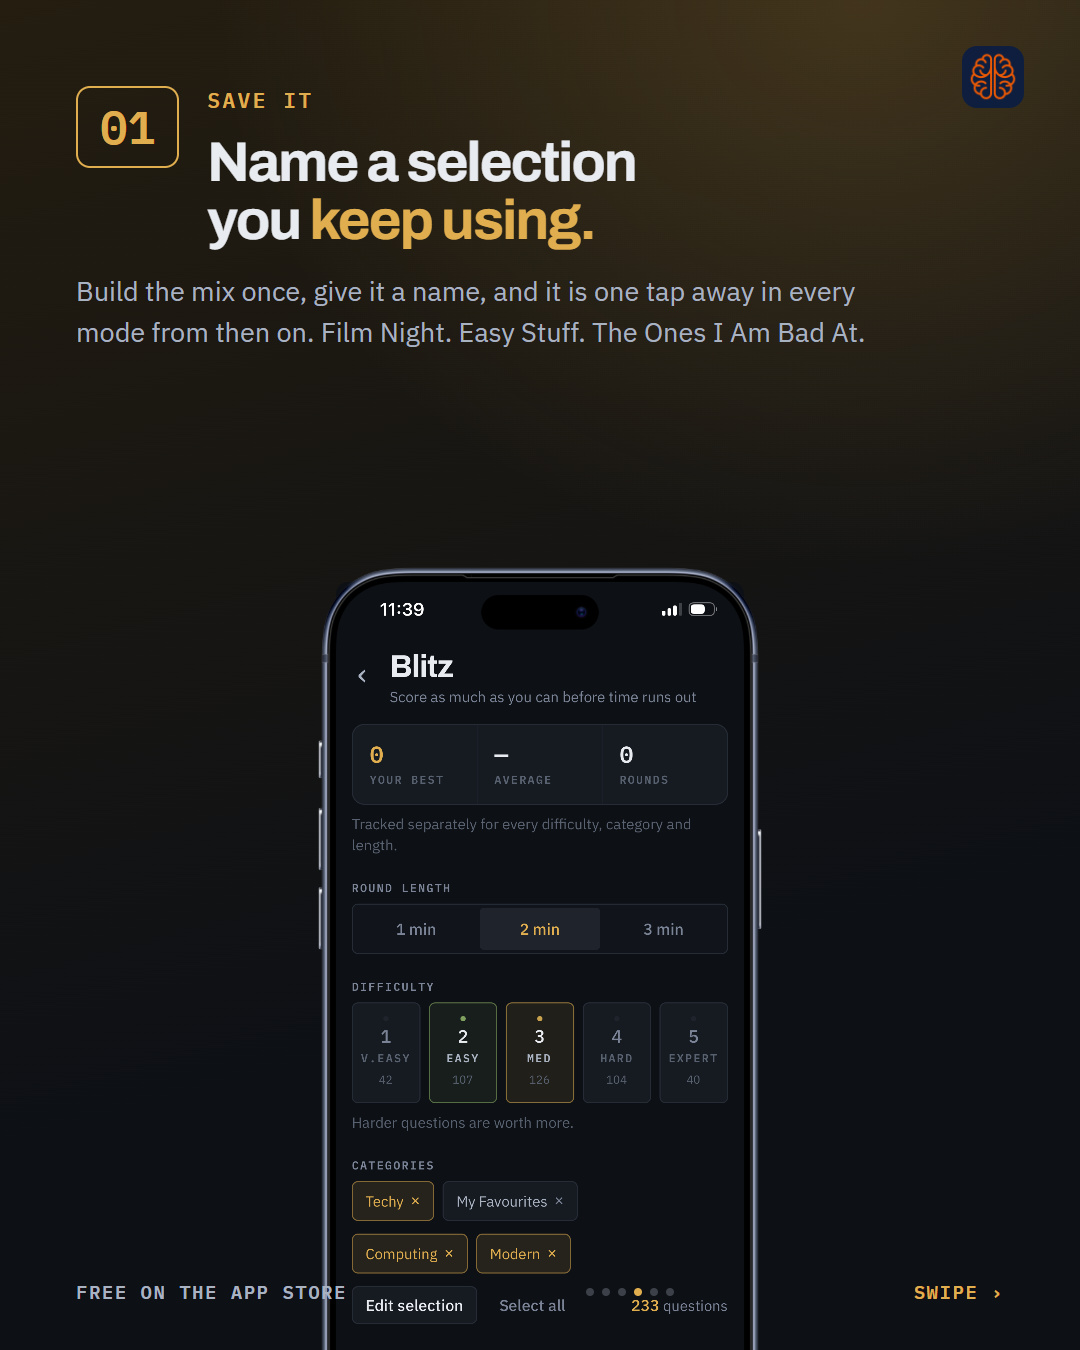 01
SAVE IT
Name a selection
you keep using.
Build the mix once, give it a name, and it is one tap away in every
mode from then on. Film Night. Easy Stuff. The Ones I Am Bad At.
11:39
Blitz
Score as much as you can before time runs out
0 – 0
YOUR BEST AVERAGE ROUNDS
Tracked separately for every difficulty, category and
length.
ROUND LENGTH
1 min 2 min 3 min
DIFFICULTY
1 2 3 4 5
V.EASY EASY MED HARD EXPERT
42 107 126 104 40
Harder questions are worth more.
CATEGORIES
Techy × My Favourites ×
Computing × Modern ×
Edit selection Select all 233 questions
FREE ON THE APP STORE
SWIPE ›